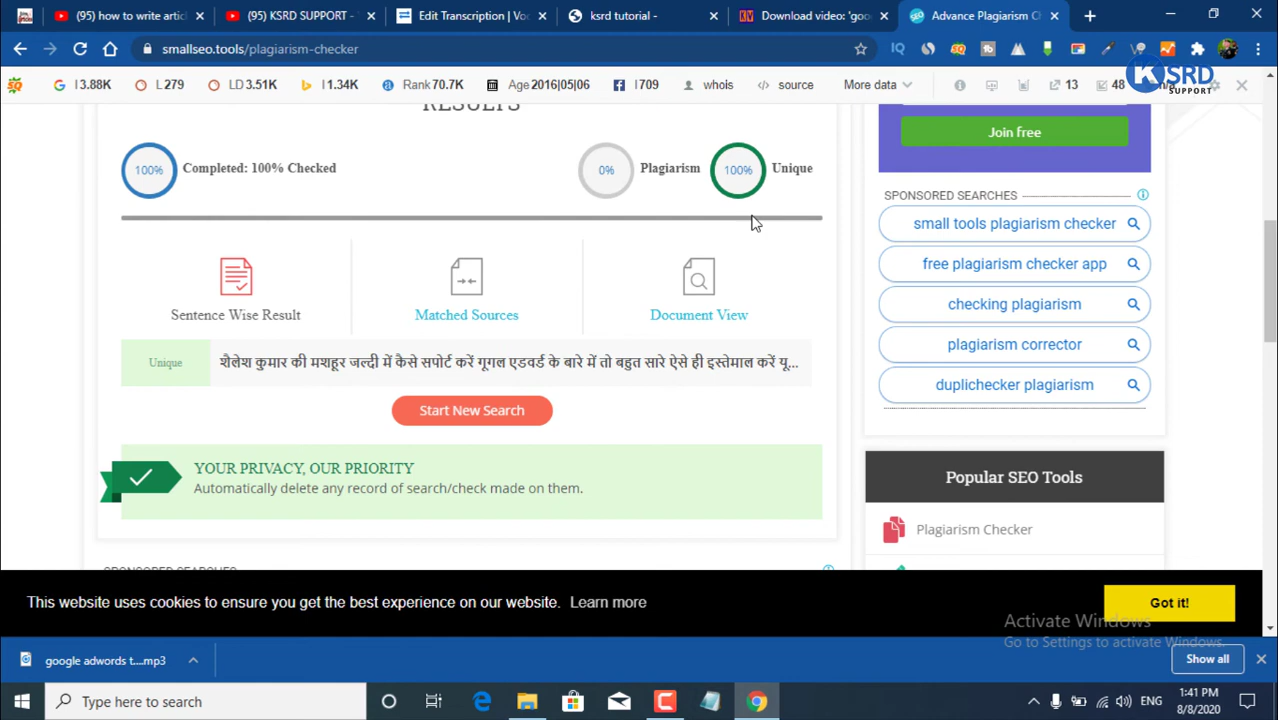 how to write artic
(95) KSRD SUPPORT -
Edit Transcription | Vo
ksrd tutorial -
Download video: 'goo
Advance Plagiarism C
smallseo.tools/plagiarism-checker
I 3.88K
L 279
LD 3.51K
I 1.34K
Rank 70.7K
Age 2016|05|06
I 709
whois
source
More data
13
48
n/a
KSRD
SUPPORT
RESULTS
100%
Completed: 100% Checked
0%
Plagiarism
100%
Unique
Sentence Wise Result
Matched Sources
Document View
Unique
शैलेश कुमार की मशहूर जल्दी में कैसे सपोर्ट करें गूगल एडवर्ड के बारे में तो बहुत सारे ऐसे ही इस्तेमाल करें यू...
Start New Search
YOUR PRIVACY, OUR PRIORITY
Automatically delete any record of search/check made on them.
SPONSORED SEARCHES
Join free
SPONSORED SEARCHES
small tools plagiarism checker
free plagiarism checker app
checking plagiarism
plagiarism corrector
duplichecker plagiarism
Popular SEO Tools
Plagiarism Checker
This website uses cookies to ensure you get the best experience on our website. Learn more
Got it!
Activate Windows
Go to Settings to activate Windows.
google adwords t....mp3
Show all
Type here to search
ENG
1:41 PM
8/8/2020